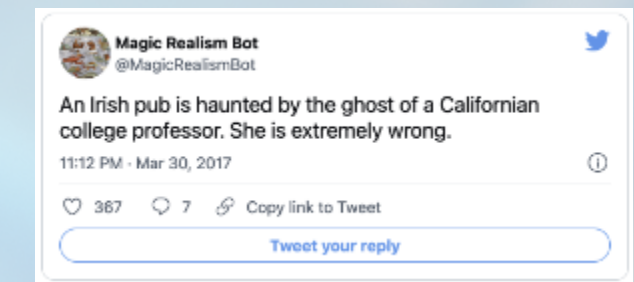 Magic Realism Bot
@MagicRealismBot
An Irish pub is haunted by the ghost of a Californian
college professor. She is extremely wrong.
11:12 PM · Mar 30, 2017
367 7 Copy link to Tweet
Tweet your reply